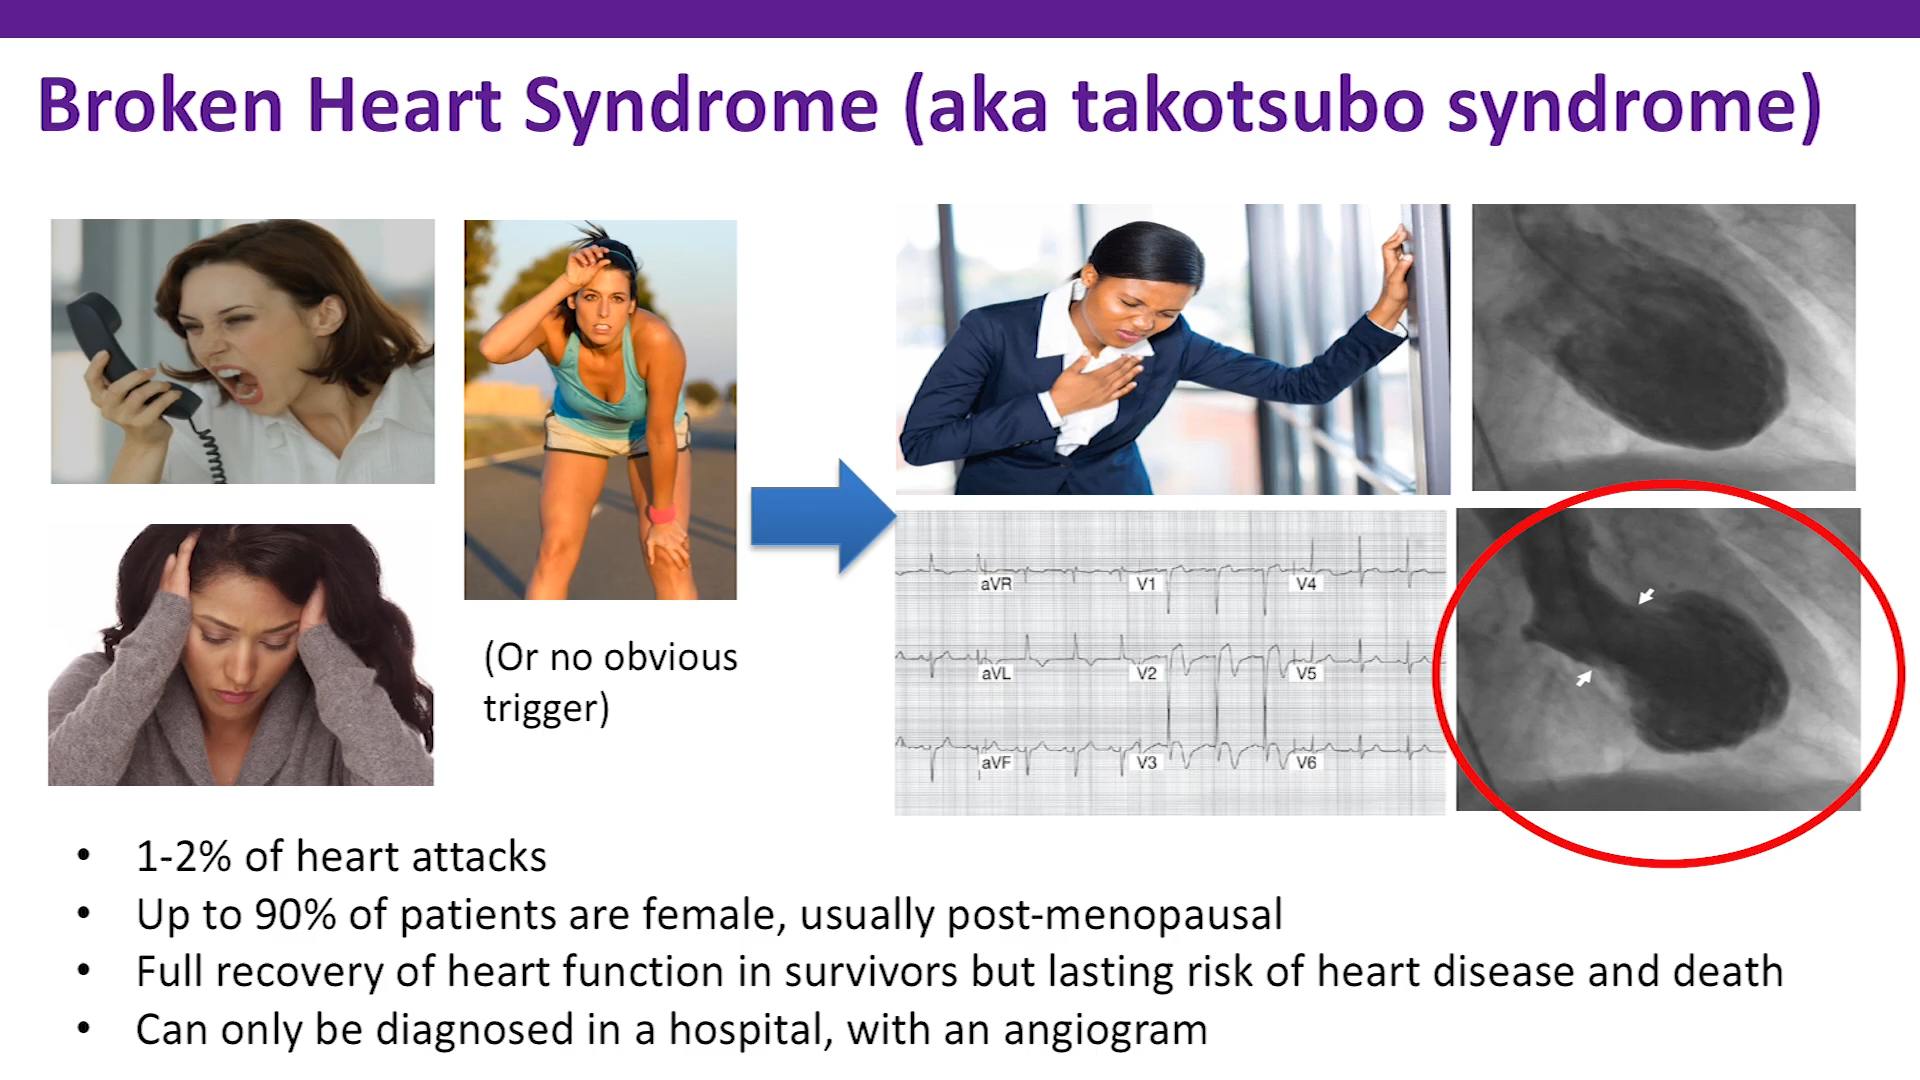 Broken Heart Syndrome (aka takotsubo syndrome)
(Or no obvious
trigger)
aVR V1 V4
aVL V2 V5
aVF V3 V6
• 1-2% of heart attacks
• Up to 90% of patients are female, usually post-menopausal
• Full recovery of heart function in survivors but lasting risk of heart disease and death
• Can only be diagnosed in a hospital, with an angiogram